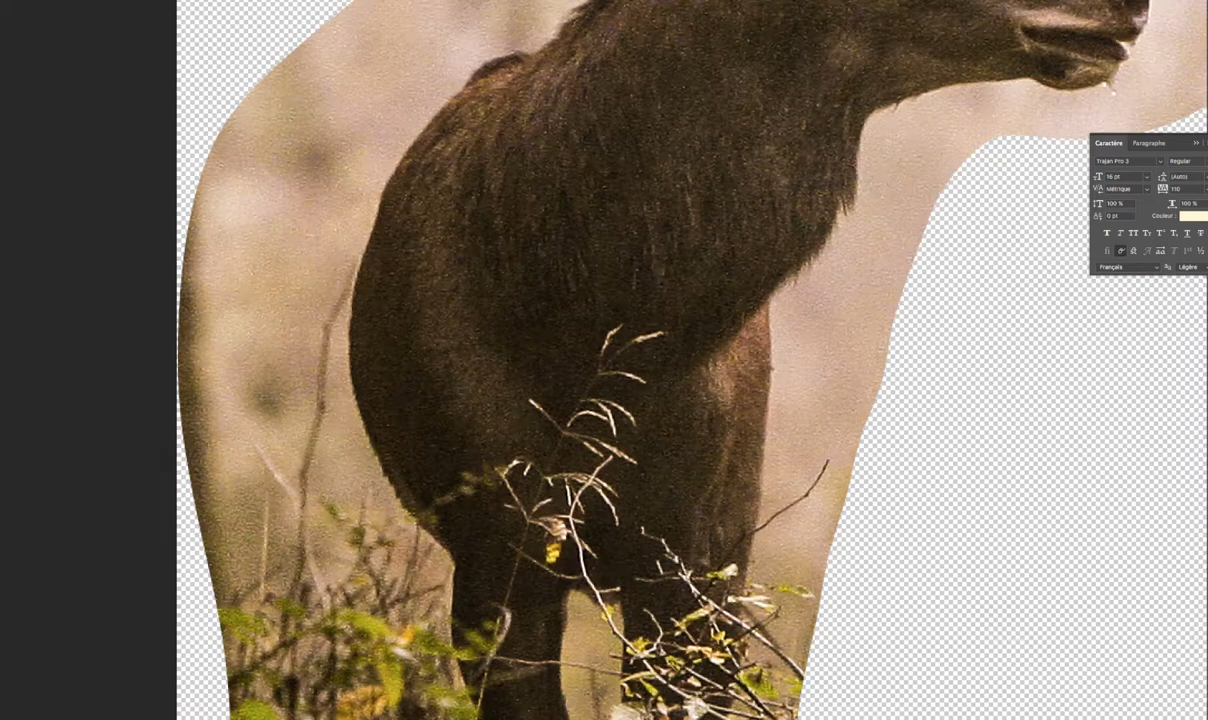 Caractère Paragraphe
Trajan Pro 3 Regular
16 pt (Auto)
Métrique 110
100 % 100 %
0 pt Couleur :
Français Légère